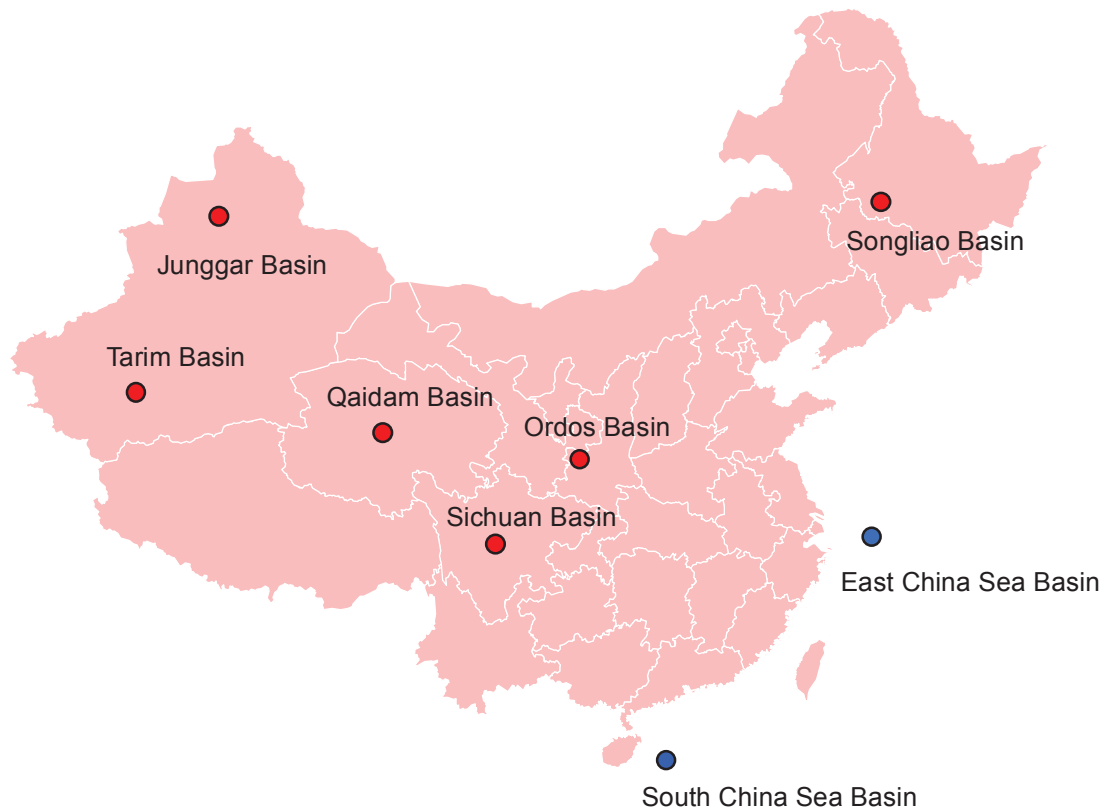 Songliao Basin
Junggar Basin
Tarim Basin
Qaidam Basin
Ordos Basin
Sichuan Basin
East China Sea Basin
South China Sea Basin